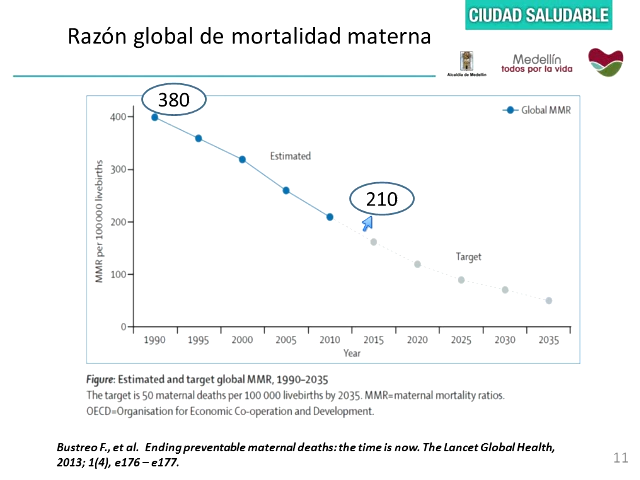 CIUDAD SALUDABLE
Razón global de mortalidad materna
Alcaldía de Medellín
Medellín
todos por la vida
380
Global MMR
400
Estimated
300
210
200
Target
100
0
MMR per 100 000 livebirths
1990 1995 2000 2005 2010 2015 2020 2025 2030 2035
Year
Figure: Estimated and target global MMR, 1990–2035
The target is 50 maternal deaths per 100 000 livebirths by 2035. MMR=maternal mortality ratios.
OECD=Organisation for Economic Co-operation and Development.
Bustreo F., et al. Ending preventable maternal deaths: the time is now. The Lancet Global Health,
2013; 1(4), e176 – e177.
11